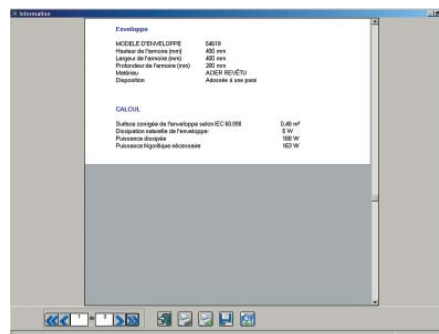 Information
Enveloppe
MODELE D'ENVELOPPE 54619
Hauteur de l'armoire (mm) 400 mm
Largeur de l'armoire (mm) 400 mm
Profondeur de l'armoire (mm) 200 mm
Matériau ACIER REVÊTU
Disposition Adossée à une paroi
CALCUL
Surface corrigée de l'enveloppe selon IEC 60.890 0,48 m²
Dissipation naturelle de l'enveloppe: 5 W
Puissance dissipée 168 W
Puissance frigorifique nécessaire 163 W